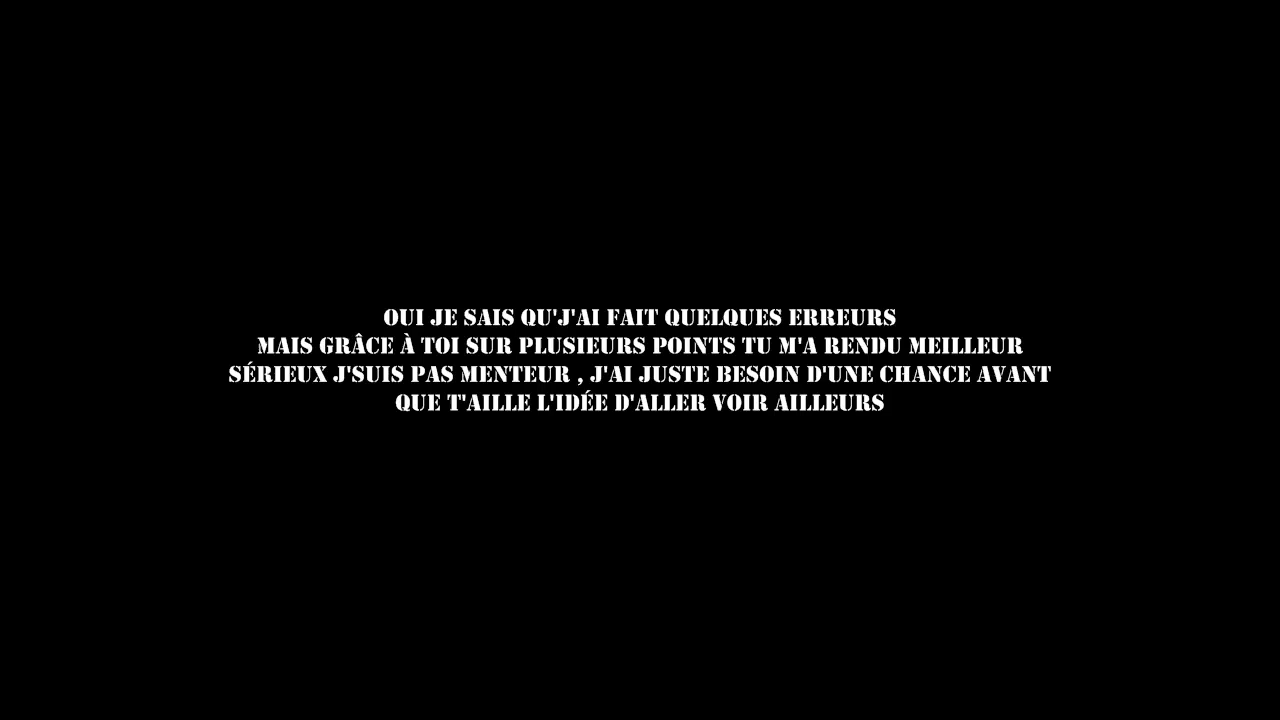 OUI JE SAIS QU'J'AI FAIT QUELQUES ERREURS
MAIS GRÂCE À TOI SUR PLUSIEURS POINTS TU M'A RENDU MEILLEUR
SÉRIEUX J'SUIS PAS MENTEUR , J'AI JUSTE BESOIN D'UNE CHANCE AVANT
QUE T'AILLE L'IDÉE D'ALLER VOIR AILLEURS